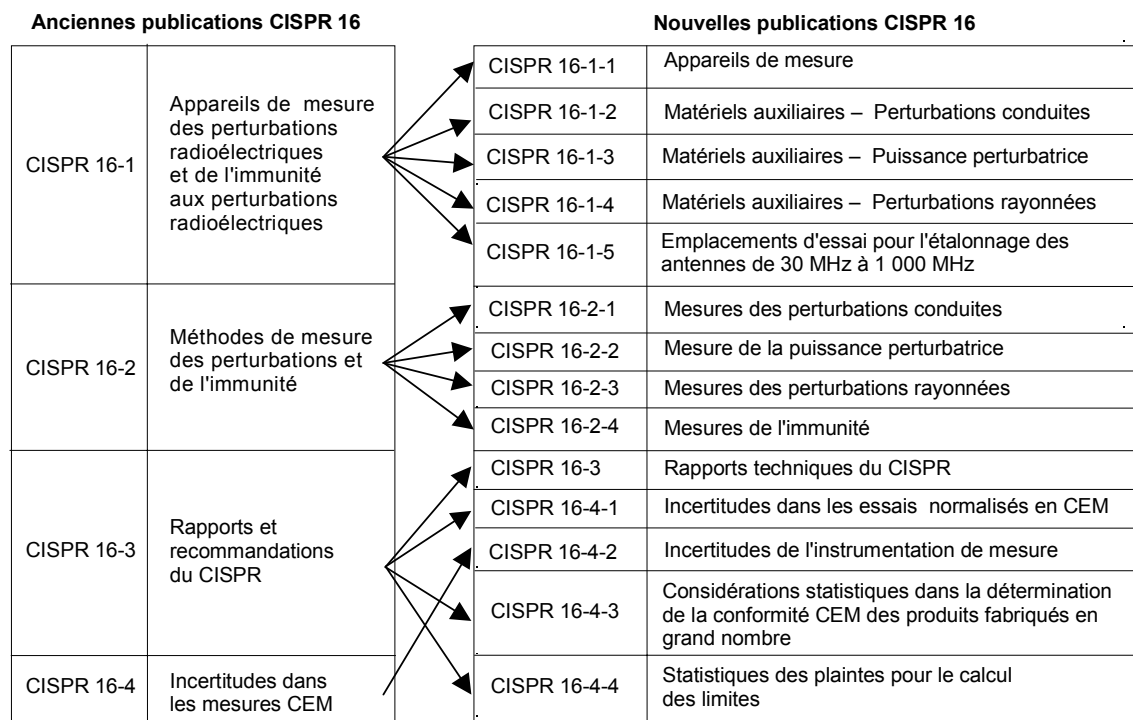 Anciennes publications CISPR 16
Nouvelles publications CISPR 16
CISPR 16-1
Appareils de mesure
des perturbations
radioélectriques
et de l'immunité
aux perturbations
radioélectriques
CISPR 16-2
Méthodes de mesure
des perturbations et
de l'immunité
CISPR 16-3
Rapports et
recommandations
du CISPR
CISPR 16-4
Incertitudes dans
les mesures CEM
CISPR 16-1-1
Appareils de mesure
CISPR 16-1-2
Matériels auxiliaires – Perturbations conduites
CISPR 16-1-3
Matériels auxiliaires – Puissance perturbatrice
CISPR 16-1-4
Matériels auxiliaires – Perturbations rayonnées
CISPR 16-1-5
Emplacements d'essai pour l'étalonnage des
antennes de 30 MHz à 1 000 MHz
CISPR 16-2-1
Mesures des perturbations conduites
CISPR 16-2-2
Mesure de la puissance perturbatrice
CISPR 16-2-3
Mesures des perturbations rayonnées
CISPR 16-2-4
Mesures de l'immunité
CISPR 16-3
Rapports techniques du CISPR
CISPR 16-4-1
Incertitudes dans les essais normalisés en CEM
CISPR 16-4-2
Incertitudes de l'instrumentation de mesure
CISPR 16-4-3
Considérations statistiques dans la détermination
de la conformité CEM des produits fabriqués en
grand nombre
CISPR 16-4-4
Statistiques des plaintes pour le calcul
des limites